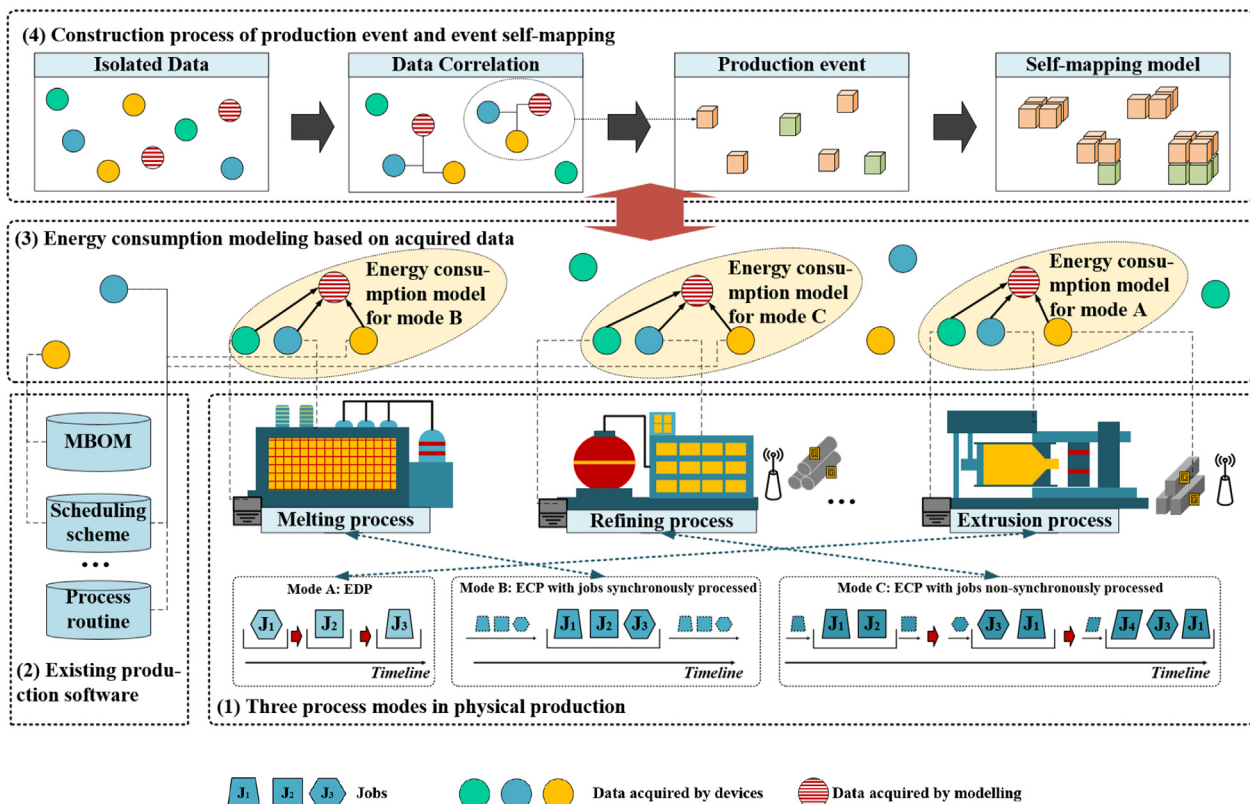 (4) Construction process of production event and event self-mapping
Isolated Data
Data Correlation
Production event
Self-mapping model
(3) Energy consumption modeling based on acquired data
Energy consu-
mption model
for mode B
Energy consu-
mption model
for mode C
Energy consu-
mption model
for mode A
MBOM
Scheduling
scheme
...
Process
routine
(2) Existing produ-
ction software
Melting process
Refining process
...
Extrusion process
Mode A: EDP
J1
J2
J3
Timeline
Mode B: ECP with jobs synchronously processed
J1
J2
J3
Timeline
Mode C: ECP with jobs non-synchronously processed
J1
J2
J3
J1
J4
J3
J1
Timeline
(1) Three process modes in physical production
J1
J2
J3
Jobs
Data acquired by devices
Data acquired by modelling